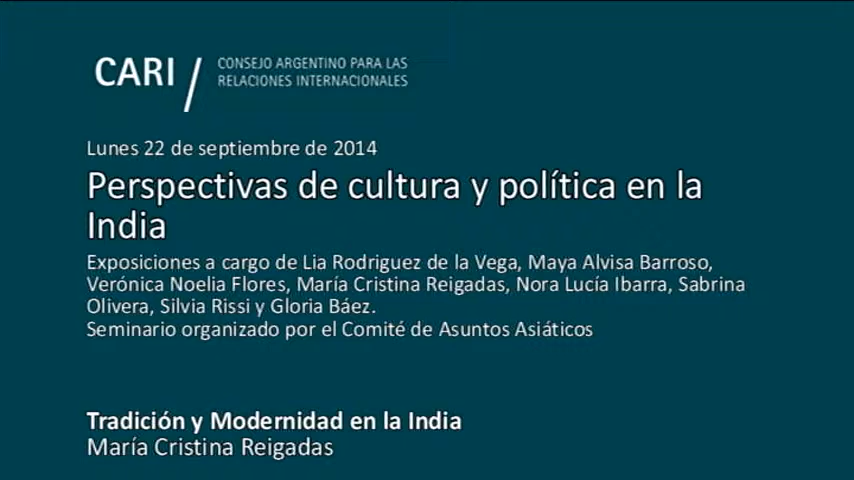 CARI / CONSEJO ARGENTINO PARA LAS
RELACIONES INTERNACIONALES
Lunes 22 de septiembre de 2014
Perspectivas de cultura y política en la
India
Exposiciones a cargo de Lia Rodriguez de la Vega, Maya Alvisa Barroso,
Verónica Noelia Flores, María Cristina Reigadas, Nora Lucía Ibarra, Sabrina
Olivera, Silvia Rissi y Gloria Báez.
Seminario organizado por el Comité de Asuntos Asiáticos
Tradición y Modernidad en la India
María Cristina Reigadas